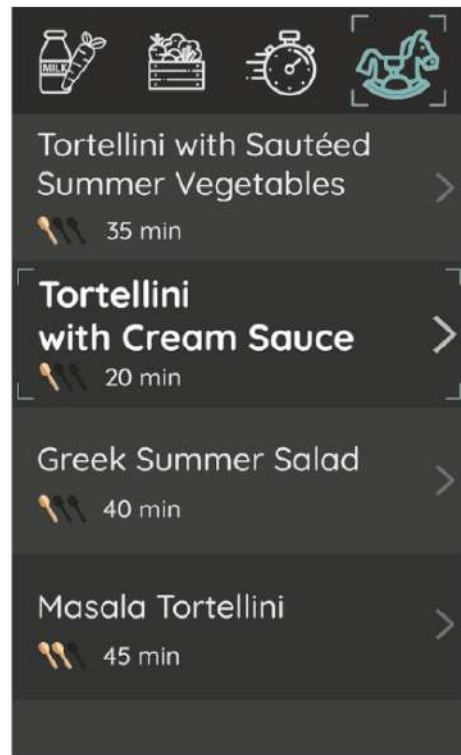 MILK
Tortellini with Sautéed
Summer Vegetables
35 min
Tortellini
with Cream Sauce
20 min
Greek Summer Salad
40 min
Masala Tortellini
45 min